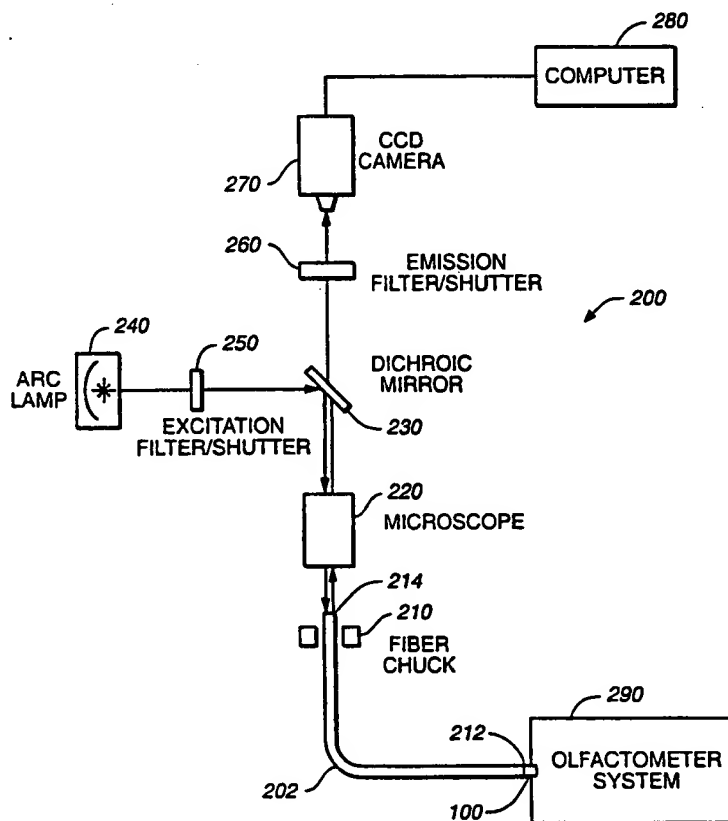 280
COMPUTER
CCD
CAMERA
270
260
EMISSION
FILTER/SHUTTER
200
240
250
ARC
LAMP
DICHROIC
MIRROR
EXCITATION
FILTER/SHUTTER
230
220
MICROSCOPE
214
210
FIBER
CHUCK
290
212
OLFACTOMETER
SYSTEM
202
100